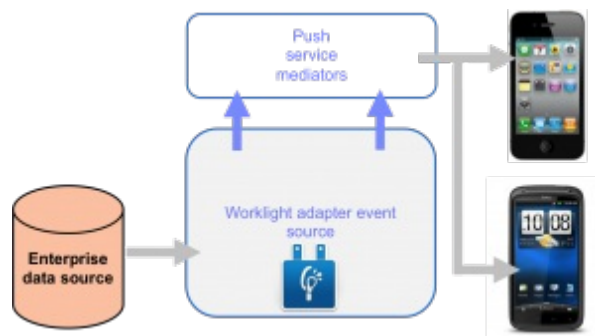 Push
service
mediators
Worklight adapter event
source
Enterprise
data source
10 08